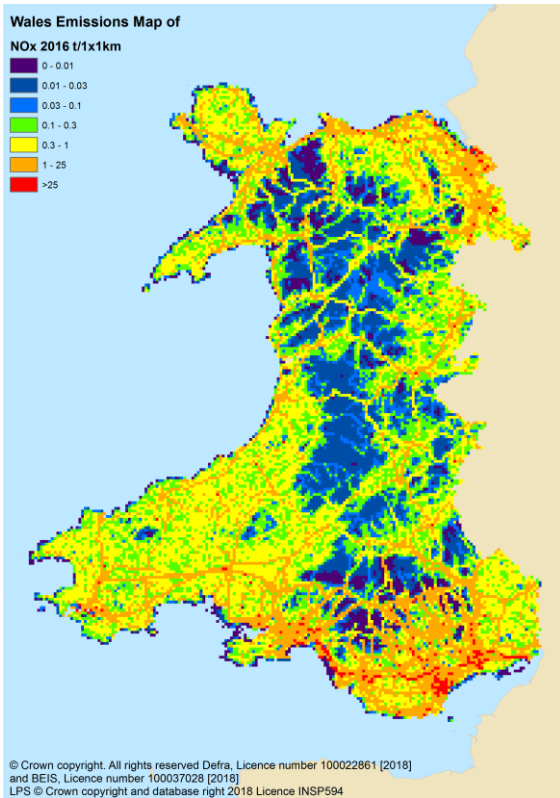 Wales Emissions Map of
NOx 2016 t/1x1km
0 - 0.01
0.01 - 0.03
0.03 - 0.1
0.1 - 0.3
0.3 - 1
1 - 25
>25
© Crown copyright. All rights reserved Defra, Licence number 100022861 [2018]
and BEIS, Licence number 100037028 [2018]
LPS © Crown copyright and database right 2018 Licence INSP594